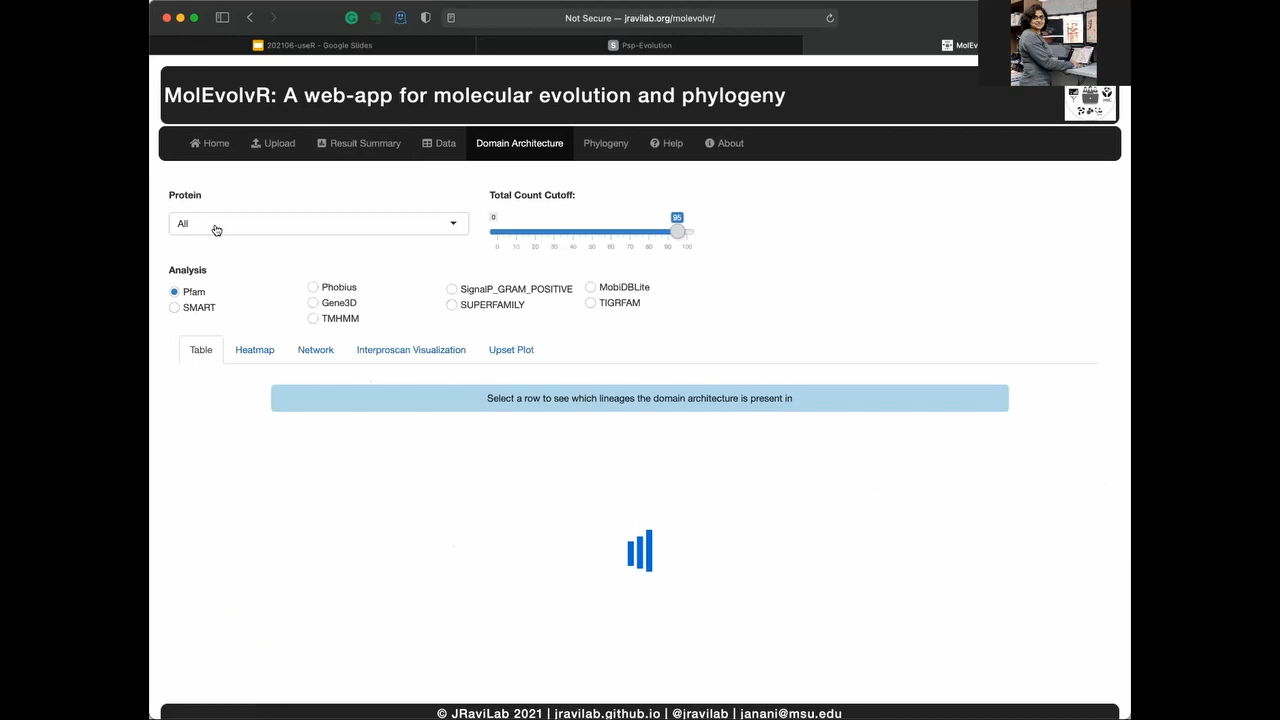 Not Secure — jravilab.org/molevolvr/
202106-useR - Google Slides
S Psp-Evolution
MolEv
MolEvolvR: A web-app for molecular evolution and phylogeny
Home Upload Result Summary Data Domain Architecture Phylogeny Help About
Protein
Total Count Cutoff:
0 95
All
0 10 20 30 40 50 60 70 80 90 100
Analysis
Pfam Phobius SignalP_GRAM_POSITIVE MobiDBLite
SMART Gene3D SUPERFAMILY TIGRFAM
TMHMM
Table Heatmap Network Interproscan Visualization Upset Plot
Select a row to see which lineages the domain architecture is present in
© JRaviLab 2021 | jravilab.github.io | @jravilab | janani@msu.edu